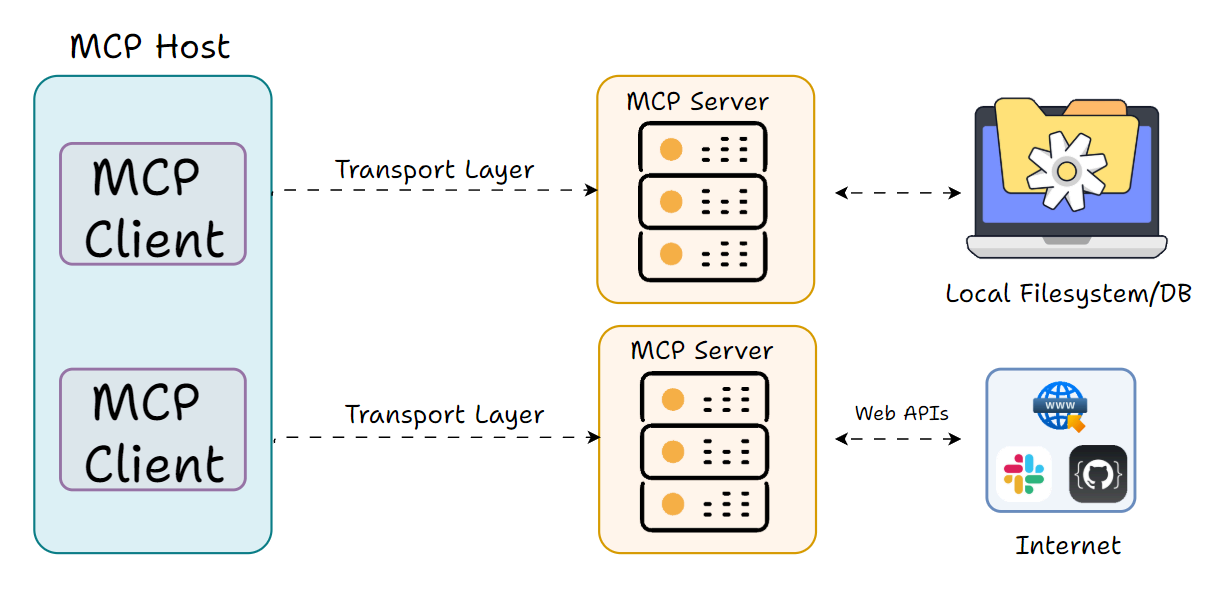 MCP Host
MCP
Client
Transport Layer
MCP Server
Local Filesystem/DB
MCP
Client
Transport Layer
MCP Server
Web APIs
WWW
Internet